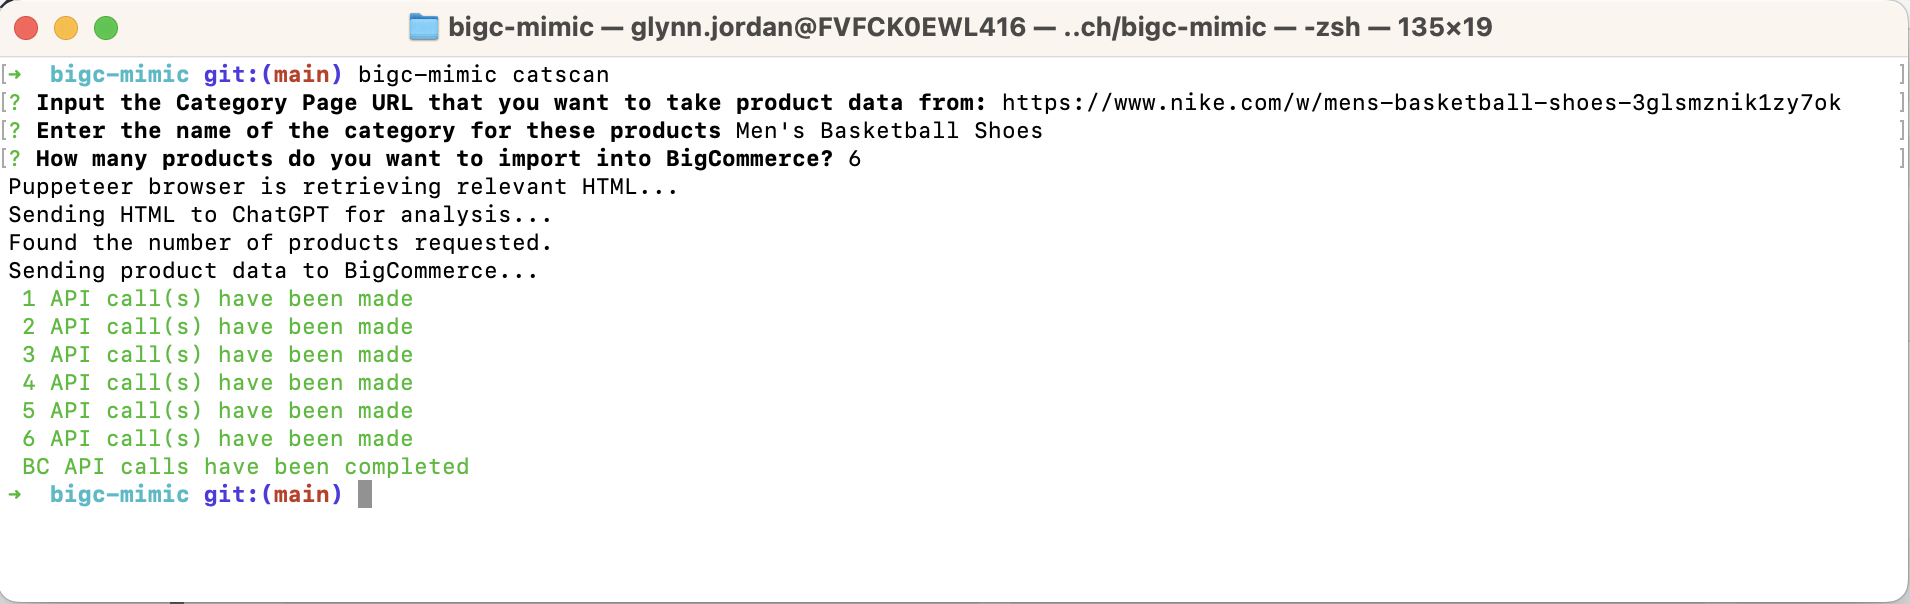 bigc-mimic — glynn.jordan@FVFCK0EWL416 — ..ch/bigc-mimic — -zsh — 135×19
[➜  bigc-mimic git:(main) bigc-mimic catscan ]
[? Input the Category Page URL that you want to take product data from: https://www.nike.com/w/mens-basketball-shoes-3glsmznik1zy7ok ]
[? Enter the name of the category for these products Men's Basketball Shoes ]
[? How many products do you want to import into BigCommerce? 6 ]
Puppeteer browser is retrieving relevant HTML...
Sending HTML to ChatGPT for analysis...
Found the number of products requested.
Sending product data to BigCommerce...
1 API call(s) have been made
2 API call(s) have been made
3 API call(s) have been made
4 API call(s) have been made
5 API call(s) have been made
6 API call(s) have been made
BC API calls have been completed
➜  bigc-mimic git:(main)